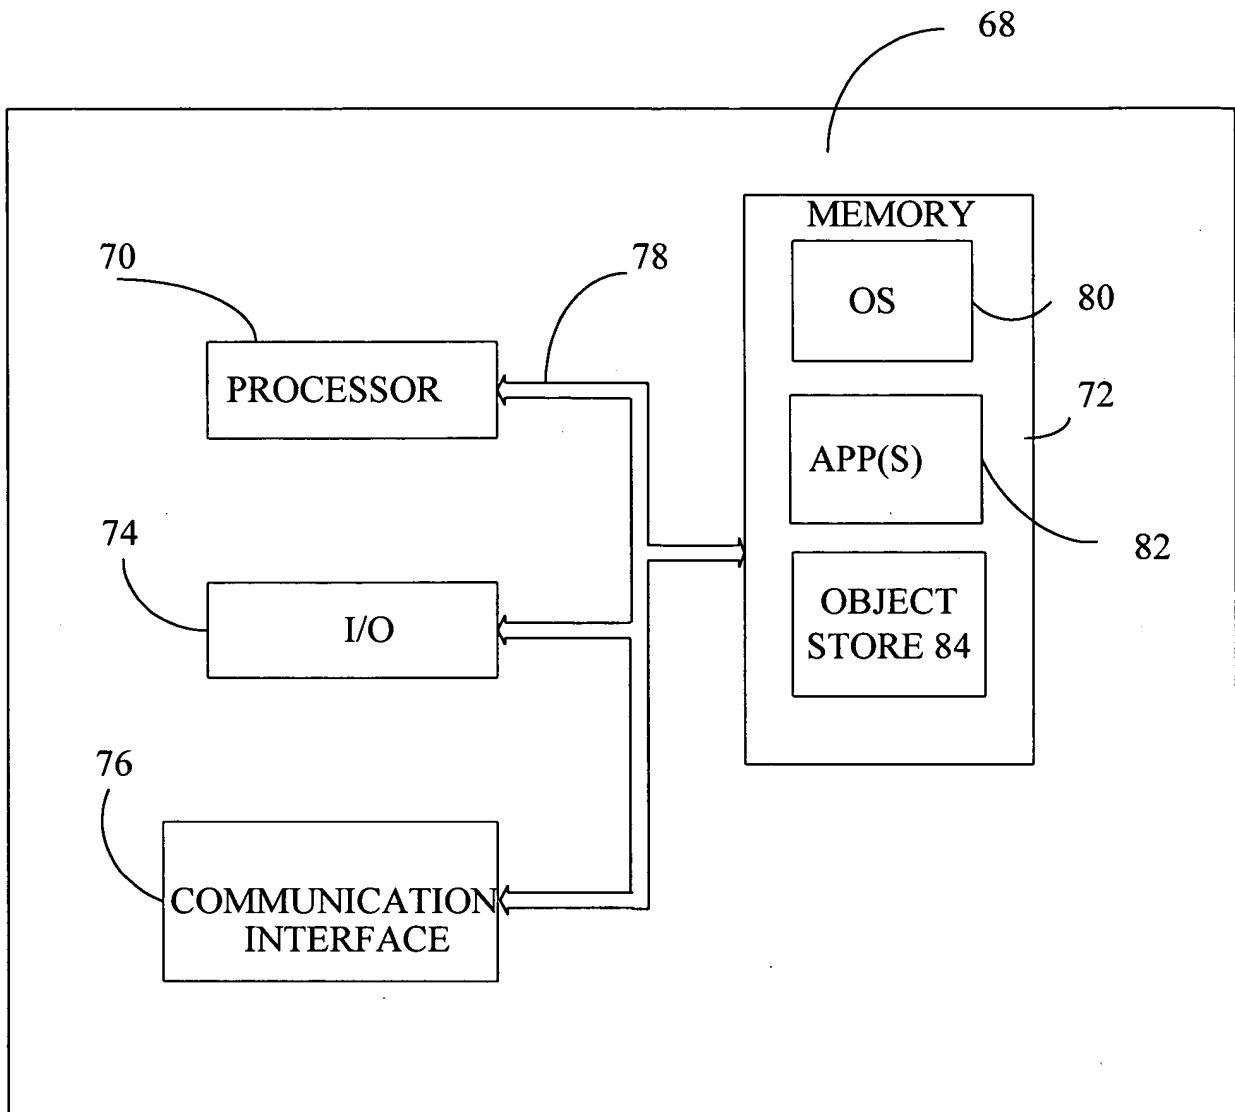 68
MEMORY
70
78
OS
80
PROCESSOR
72
APP(S)
74
82
I/O
OBJECT
STORE 84
76
COMMUNICATION
INTERFACE